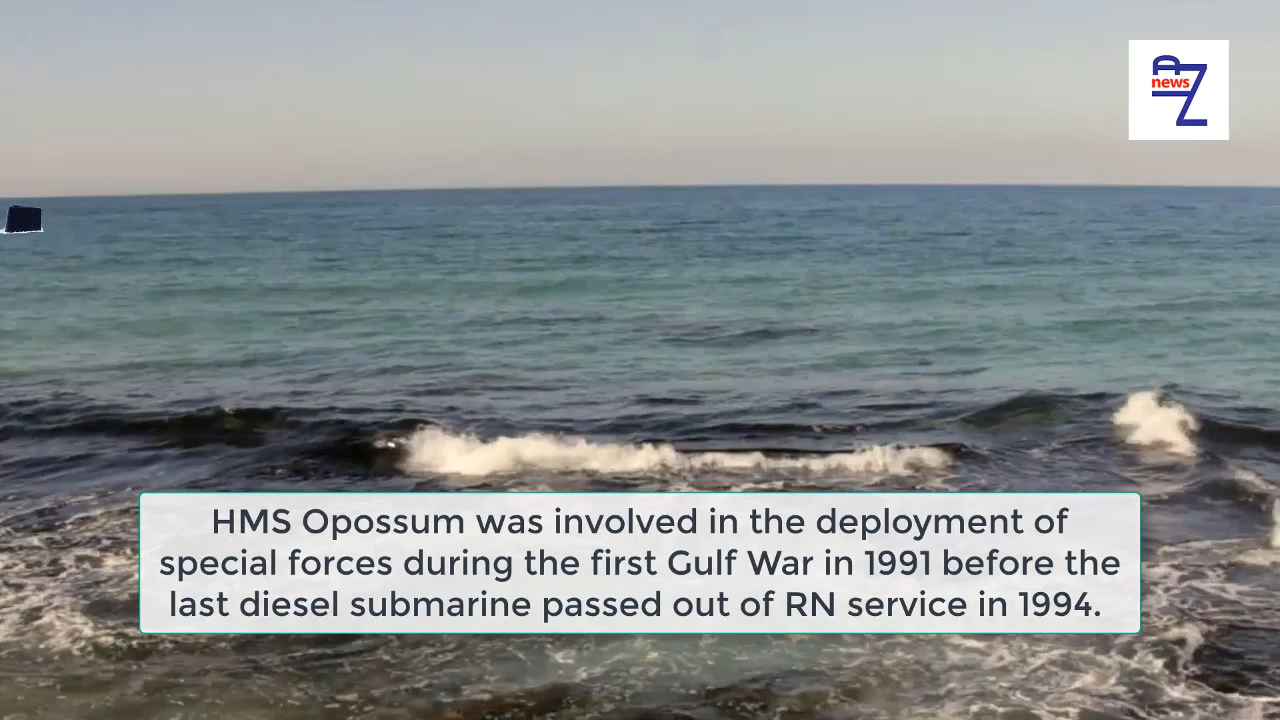 A
news
Z
HMS Opossum was involved in the deployment of
special forces during the first Gulf War in 1991 before the
last diesel submarine passed out of RN service in 1994.